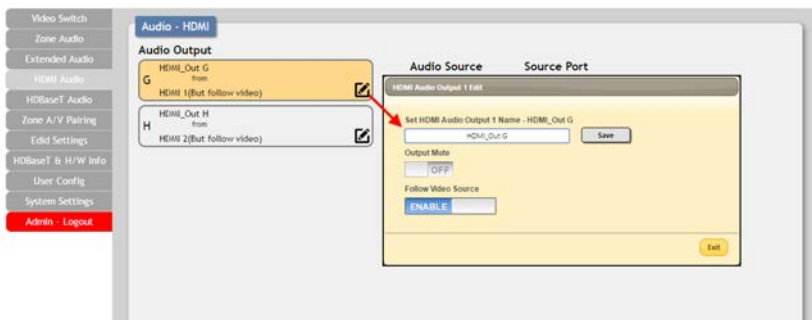 Video Switch
Zone Audio
Extended Audio
HDMI Audio
HDBaseT Audio
Zone A/V Pairing
Edid Settings
HDBaseT & H/W Info
User Config
System Settings
Admin - Logout
Audio - HDMI
Audio Output
HDMI_Out G
G
from
HDMI 1(But follow video)
HDMI_Out H
H
from
HDMI 2(But follow video)
Audio Source Source Port
HDMI Audio Output 1 Edit
Set HDMI Audio Output 1 Name - HDMI_Out G
HDMI_Out G Save
Output Mute
OFF
Follow Video Source
ENABLE
Exit